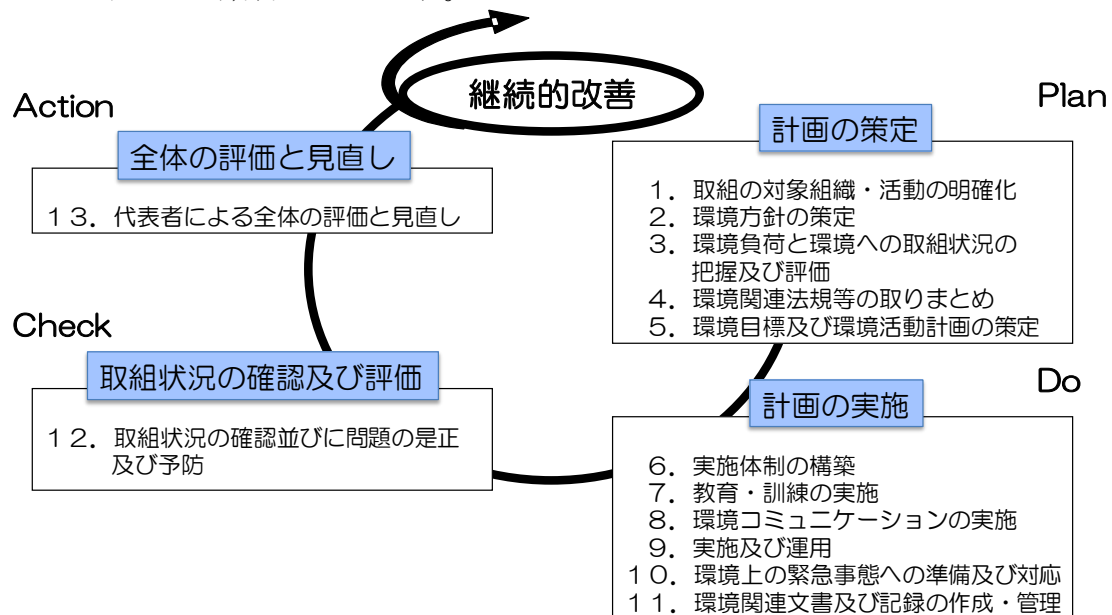 継続的改善
Plan
計画の策定
１．取組の対象組織・活動の明確化
２．環境方針の策定
３．環境負荷と環境への取組状況の
把握及び評価
４．環境関連法規等の取りまとめ
５．環境目標及び環境活動計画の策定
Do
計画の実施
６．実施体制の構築
７．教育・訓練の実施
８．環境コミュニケーションの実施
９．実施及び運用
１０．環境上の緊急事態への準備及び対応
１１．環境関連文書及び記録の作成・管理
Check
取組状況の確認及び評価
１２．取組状況の確認並びに問題の是正
及び予防
Action
全体の評価と見直し
１３．代表者による全体の評価と見直し